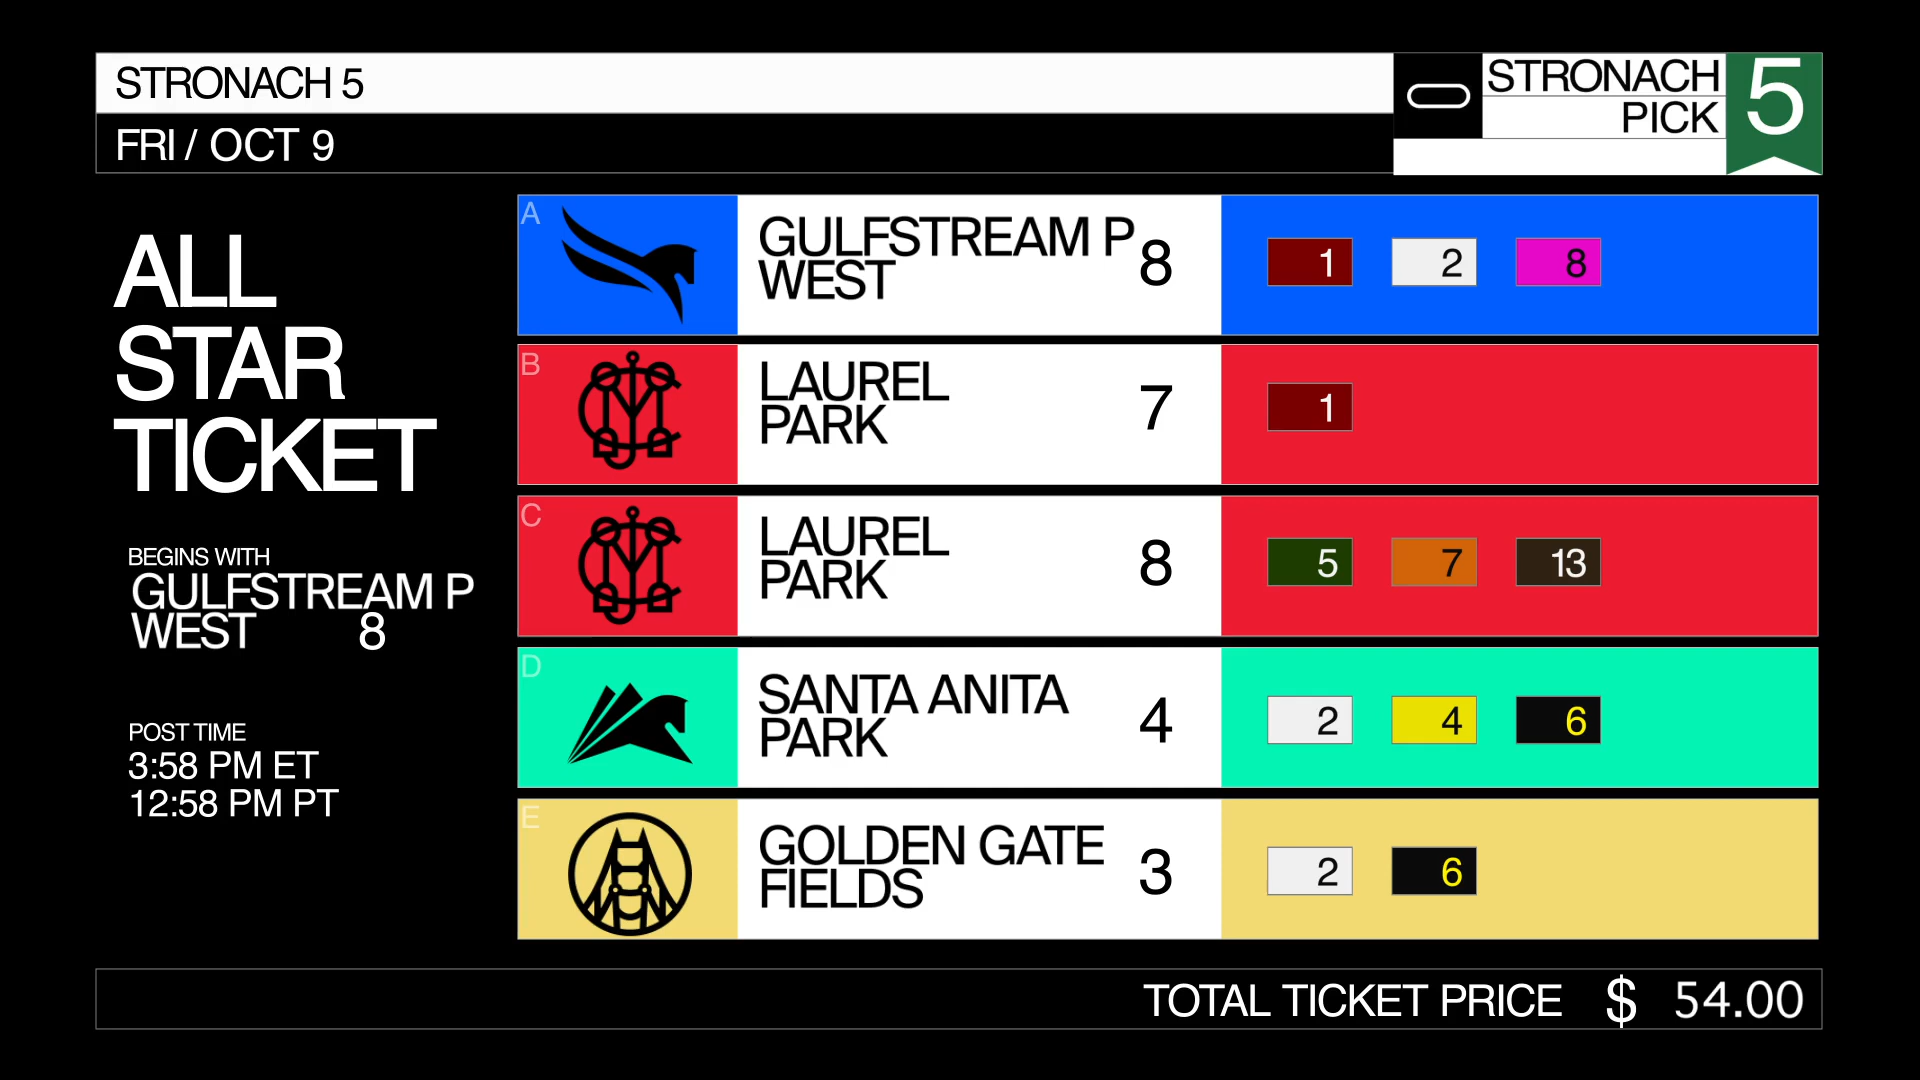 STRONACH 5
FRI / OCT 9
STRONACH
PICK
5
ALL
STAR
TICKET
BEGINS WITH
GULFSTREAM P
WEST 8
POST TIME
3:58 PM ET
12:58 PM PT
A
GULFSTREAM P
WEST
8
1 2 8
B
LAUREL
PARK
7
1
C
LAUREL
PARK
8
5 7 13
D
SANTA ANITA
PARK
4
2 4 6
E
GOLDEN GATE
FIELDS
3
2 6
TOTAL TICKET PRICE $ 54.00